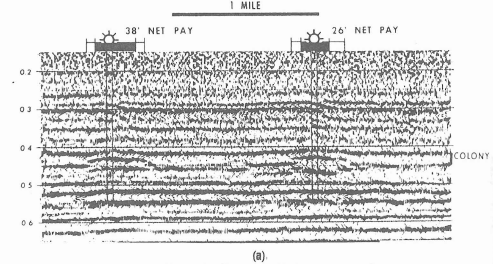 1 MILE
38' NET PAY
26' NET PAY
0.2
0.3
0.4
COLONY
0.5
0.6
(a).